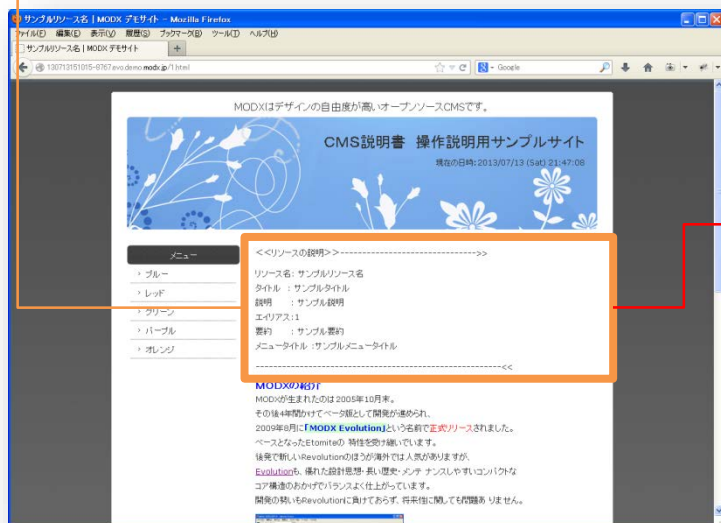 サンプルリソース名 | MODX デモサイト - Mozilla Firefox
ファイル(F) 編集(E) 表示(V) 履歴(S) ブックマーク(B) ツール(T) ヘルプ(H)
サンプルリソース名 | MODX デモサイト
130713151015-8767.evo.demo.modx.jp/1.html
Google
MODXはデザインの自由度が高いオープンソースCMSです。
CMS説明書 操作説明用サンプルサイト
現在の日時:2013/07/13 (Sat) 21:47:08
メニュー
ブルー
レッド
グリーン
パープル
オレンジ
<<リソースの説明>>-------------------------------->>
リソース名: サンプルリソース名
タイトル : サンプルタイトル
説明 : サンプル説明
エイリアス:1
要約 : サンプル要約
メニュータイトル :サンプルメニュータイトル
----------------------------------------------------------<<
MODXの紹介
MODXが生まれたのは2005年10月末。
その後4年間かけてベータ版として開発が進められ、
2009年8月に「MODX Evolution」という名前で正式リリースされました。
ベースとなったEtomiteの 特性を受け継いでいます。
後発で新しいRevolutionのほうが海外では人気がありますが、
Evolutionも、優れた設計思想・長い歴史・メンテ ナンスしやすいコンパクトな
コア構造のおかげでバランスよく仕上がっています。
開発の勢いもRevolutionに負けておらず、将来性に関しても問題あ りません。